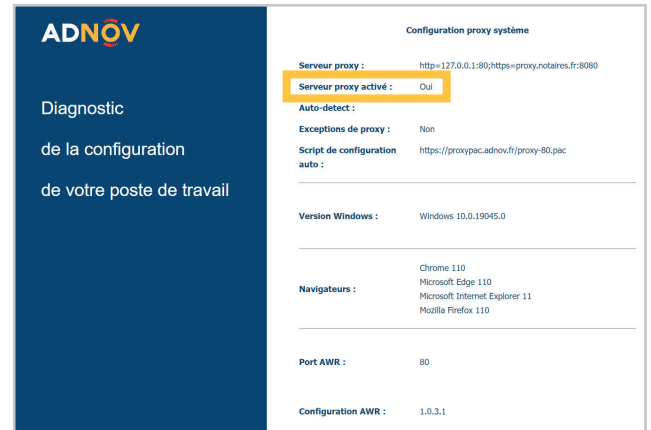 ADNOV
Diagnostic
de la configuration
de votre poste de travail
Configuration proxy système
Serveur proxy : http=127.0.0.1:80;https=proxy.notaires.fr:8080
Serveur proxy activé : Oui
Auto-detect :
Exceptions de proxy : Non
Script de configuration https://proxypac.adnov.fr/proxy-80.pac
auto :
Version Windows : Windows 10.0.19045.0
Chrome 110
Microsoft Edge 110
Navigateurs :
Microsoft Internet Explorer 11
Mozilla Firefox 110
Port AWR : 80
Configuration AWR : 1.0.3.1